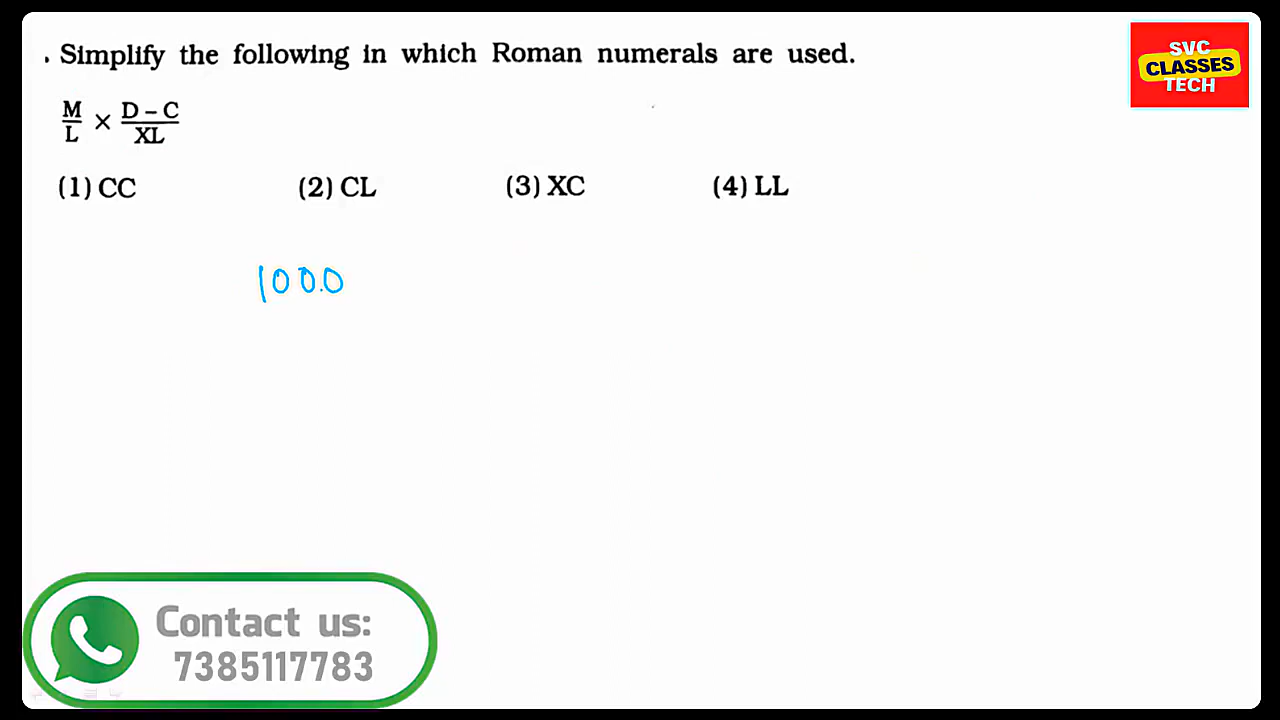 . Simplify the following in which Roman numerals are used.
M/L × D – C/XL
(1) CC (2) CL (3) XC (4) LL
1000
SVC
CLASSES
TECH
Contact us:
7385117783